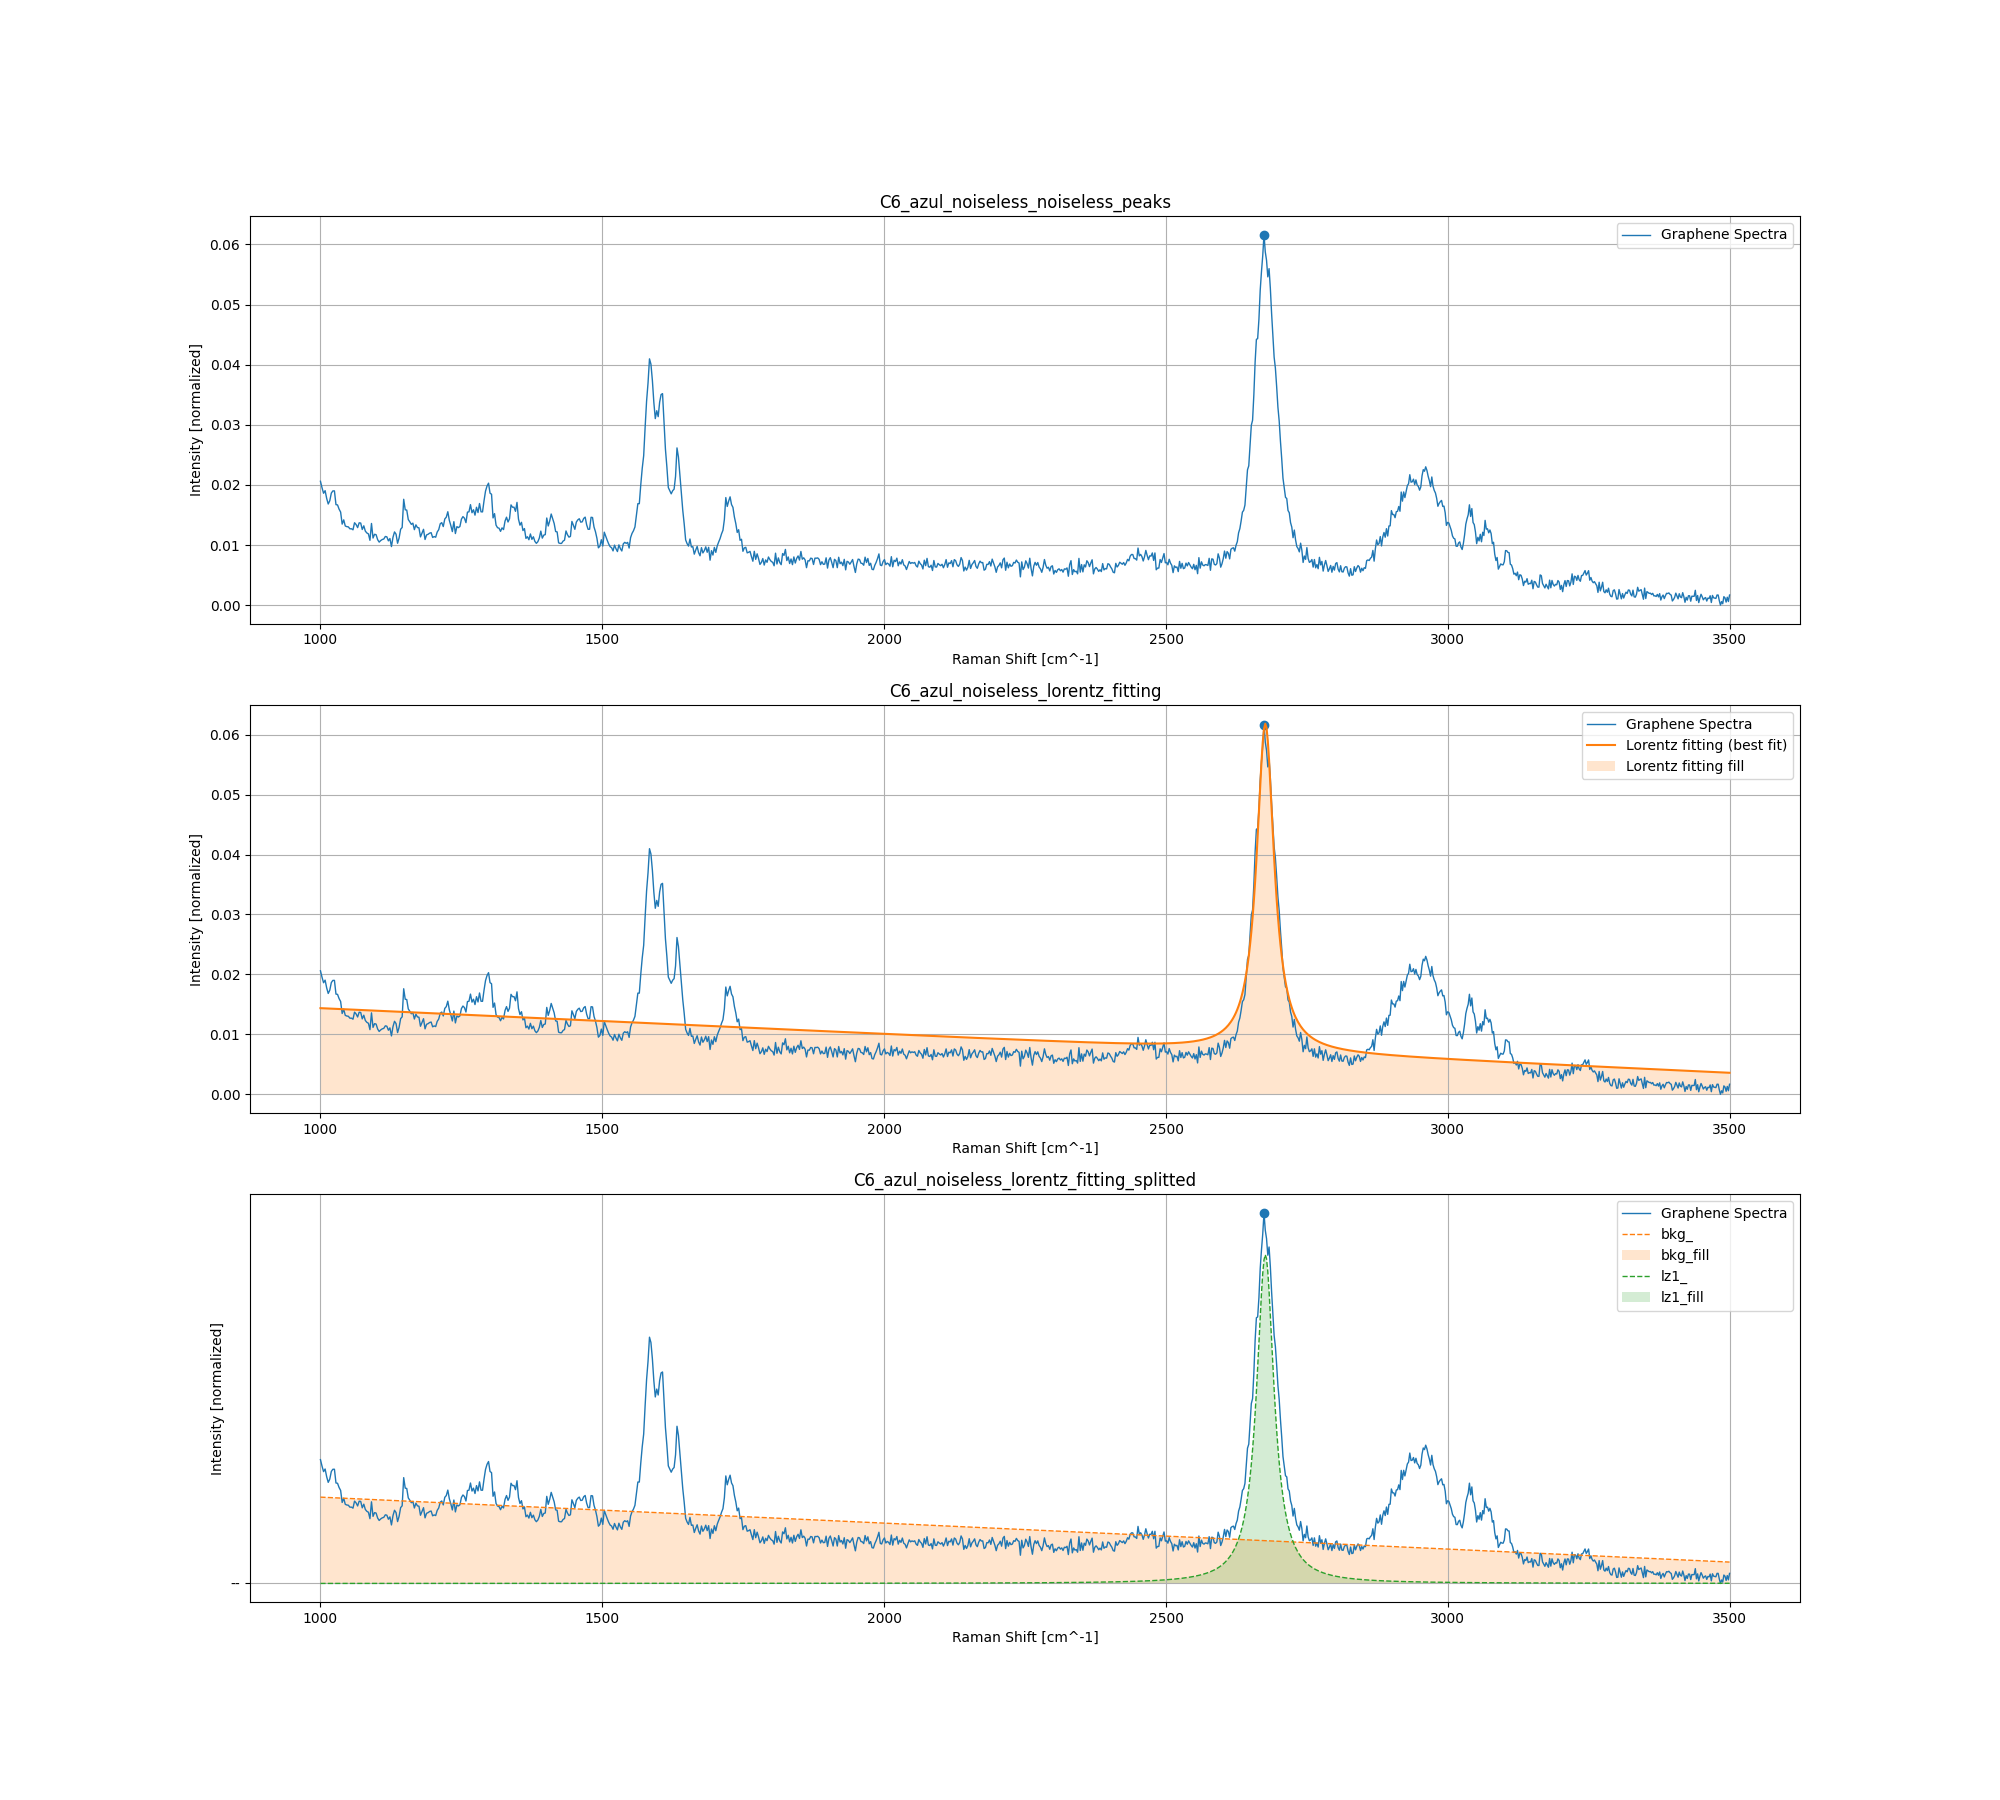 C6_azul_noiseless_noiseless_peaks
Graphene Spectra
Intensity [normalized]
0.06
0.05
0.04
0.03
0.02
0.01
0.00
1000 1500 2000 2500 3000 3500
Raman Shift [cm^-1]
C6_azul_noiseless_lorentz_fitting
Graphene Spectra
Lorentz fitting (best fit)
Lorentz fitting fill
Intensity [normalized]
0.06
0.05
0.04
0.03
0.02
0.01
0.00
1000 1500 2000 2500 3000 3500
Raman Shift [cm^-1]
C6_azul_noiseless_lorentz_fitting_splitted
Graphene Spectra
bkg_
bkg_fill
lz1_
lz1_fill
Intensity [normalized]
--
1000 1500 2000 2500 3000 3500
Raman Shift [cm^-1]